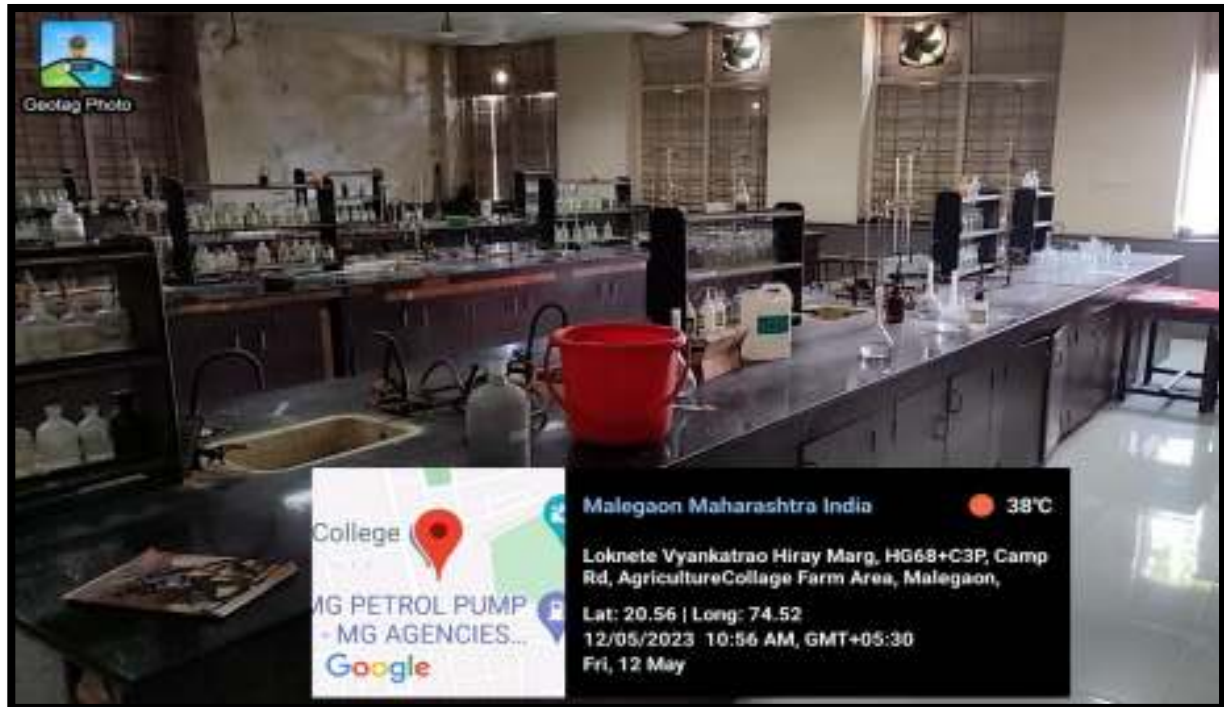 Geotag Photo
College
MG PETROL PUMP
- MG AGENCIES...
Google
Malegaon Maharashtra India
38°C
Loknete Vyankatrao Hiray Marg, HG68+C3P, Camp
Rd, AgricultureCollage Farm Area, Malegaon,
Lat: 20.56 | Long: 74.52
12/05/2023 10:56 AM, GMT+05:30
Fri, 12 May